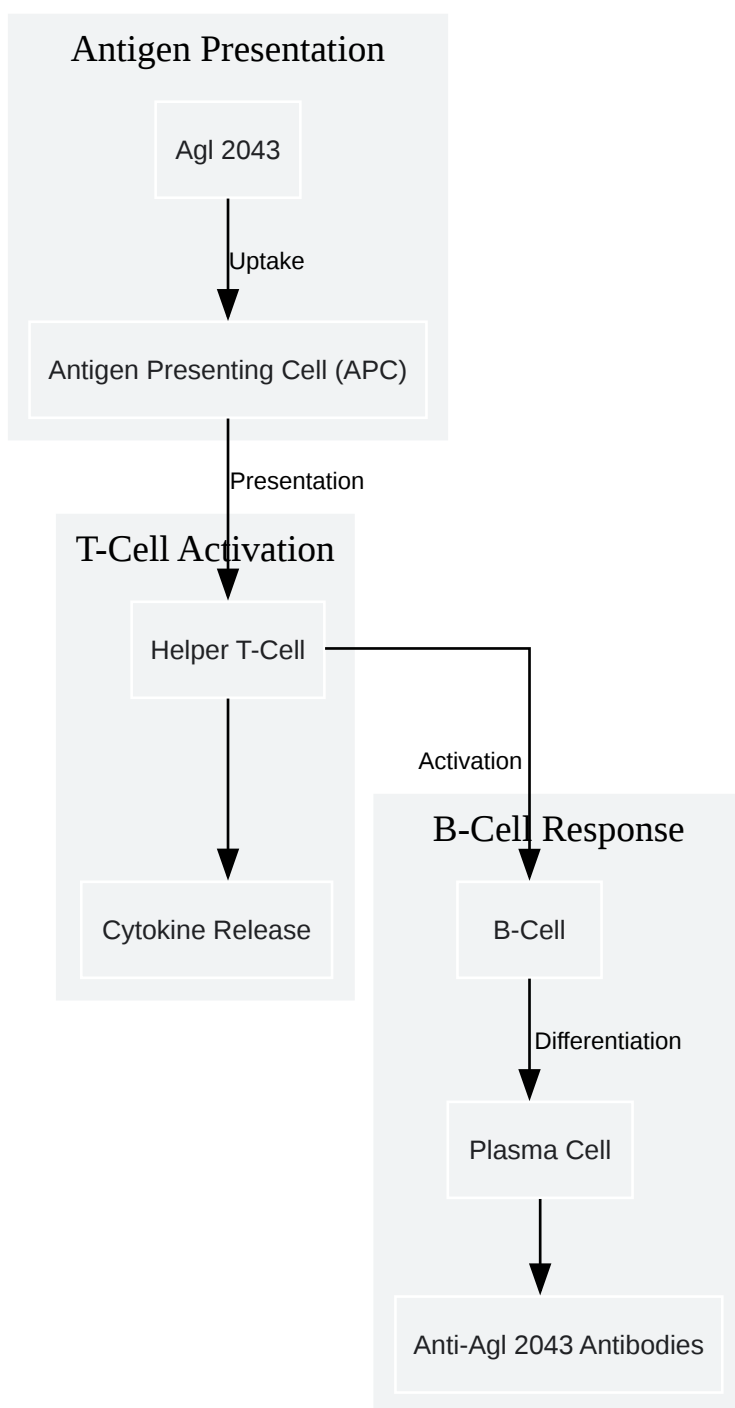 Antigen Presentation
Agl 2043
Uptake
Antigen Presenting Cell (APC)
Presentation
T-Cell Activation
Helper T-Cell
Activation
B-Cell Response
Cytokine Release
B-Cell
Differentiation
Plasma Cell
Anti-Agl 2043 Antibodies